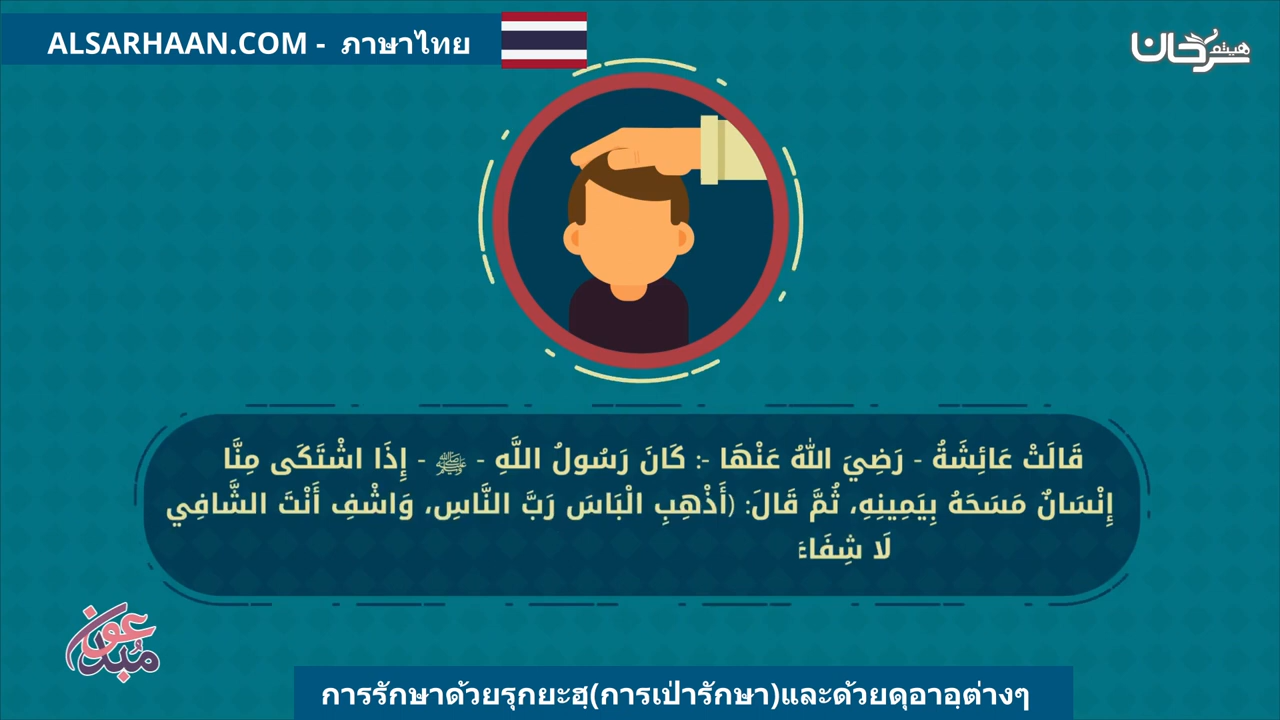 ALSARHAAN.COM - ภาษาไทย
هيثم سرحان
قَالَتْ عَائِشَةُ - رَضِيَ اللهُ عَنْهَا -: كَانَ رَسُولُ اللَّهِ - ﷺ - إِذَا اشْتَكَى مِنَّا
إِنْسَانٌ مَسَحَهُ بِيَمِينِهِ، ثُمَّ قَالَ: (أَذْهِبِ الْبَاسَ رَبَّ النَّاسِ، وَاشْفِ أَنْتَ الشَّافِي
لَا شِفَاءَ
مُبدعون
การรักษาด้วยรุกยะฮฺ(การเป่ารักษา)และด้วยดุอาอฺต่างๆ